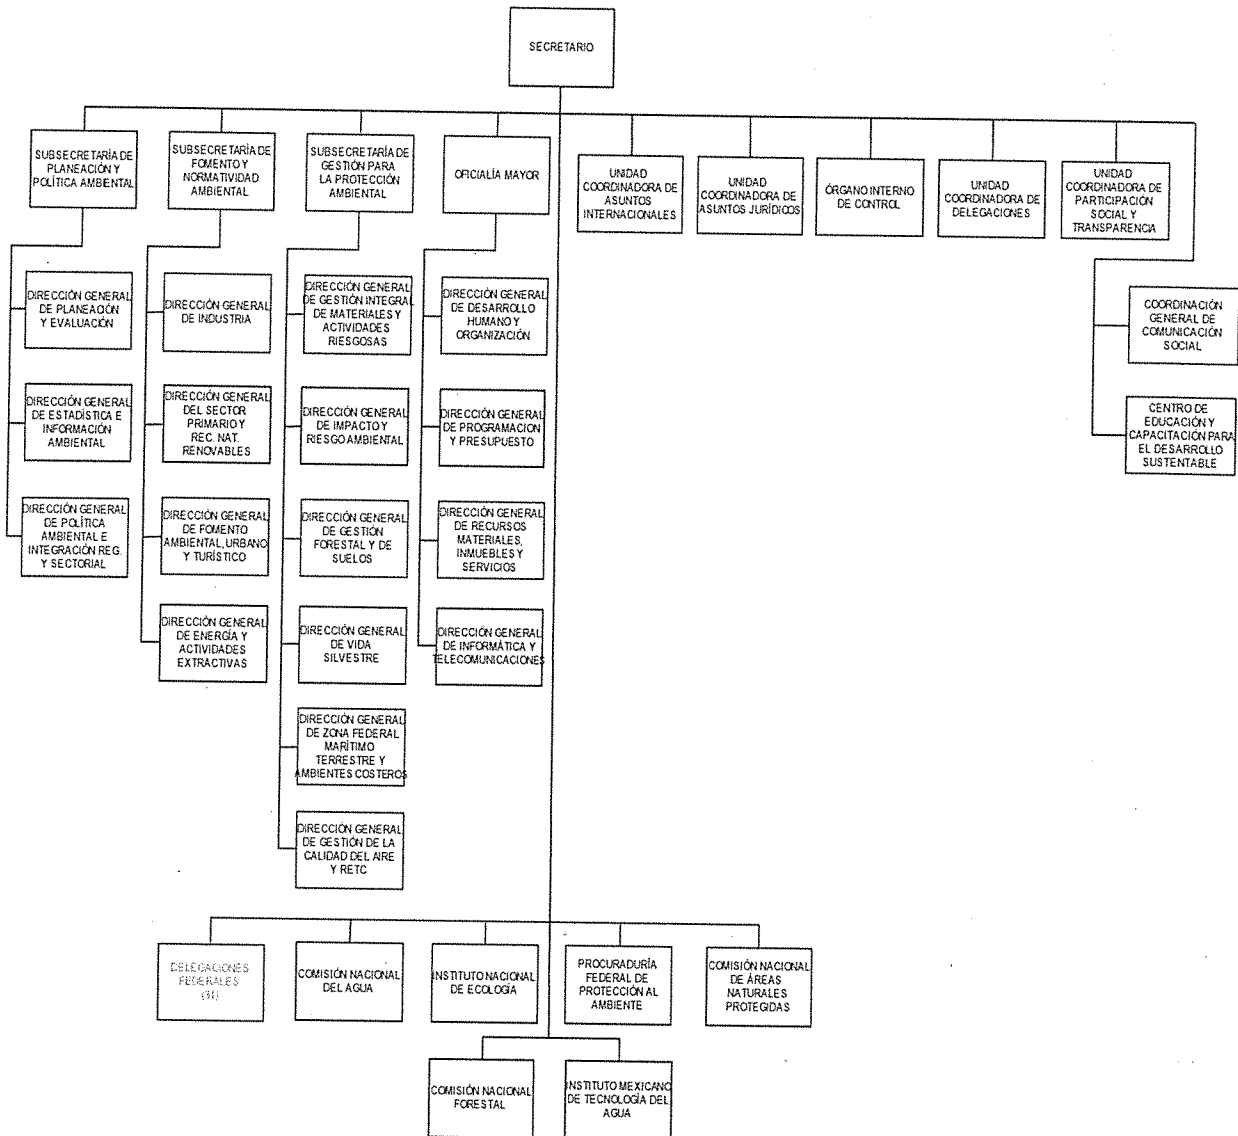 SECRETARIO
SUBSECRETARÍA DE
PLANEACIÓN Y
POLÍTICA AMBIENTAL
SUBSECRETARÍA DE
FOMENTO Y
NORMATIVIDAD
AMBIENTAL
SUBSECRETARÍA DE
GESTIÓN PARA
LA PROTECCIÓN
AMBIENTAL
OFICIALÍA MAYOR
UNIDAD
COORDINADORA DE
ASUNTOS
INTERNACIONALES
UNIDAD
COORDINADORA DE
ASUNTOS JURÍDICOS
ÓRGANO INTERNO
DE CONTROL
UNIDAD
COORDINADORA DE
DELEGACIONES
UNIDAD
COORDINADORA DE
PARTICIPACIÓN
SOCIAL Y
TRANSPARENCIA
DIRECCIÓN GENERAL
DE PLANEACIÓN
Y EVALUACIÓN
DIRECCIÓN GENERAL
DE INDUSTRIA
DIRECCIÓN GENERAL
DE GESTIÓN INTEGRAL
DE MATERIALES Y
ACTIVIDADES
RIESGOSAS
DIRECCIÓN GENERAL
DE DESARROLLO
HUMANO Y
ORGANIZACIÓN
COORDINACIÓN
GENERAL DE
COMUNICACIÓN
SOCIAL
DIRECCIÓN GENERAL
DE ESTADÍSTICA E
INFORMACIÓN
AMBIENTAL
DIRECCIÓN GENERAL
DEL SECTOR
PRIMARIO Y
REC. NAT.
RENOVABLES
DIRECCIÓN GENERAL
DE IMPACTO Y
RIESGO AMBIENTAL
DIRECCIÓN GENERAL
DE PROGRAMACION
Y PRESUPUESTO
CENTRO DE
EDUCACIÓN Y
CAPACITACIÓN PARA
EL DESARROLLO
SUSTENTABLE
DIRECCIÓN GENERAL
DE POLÍTICA
AMBIENTAL E
INTEGRACIÓN REG.
Y SECTORIAL
DIRECCIÓN GENERAL
DE FOMENTO
AMBIENTAL, URBANO
Y TURÍSTICO
DIRECCIÓN GENERAL
DE GESTIÓN
FORESTAL Y DE
SUELOS
DIRECCIÓN GENERAL
DE RECURSOS
MATERIALES,
INMUEBLES Y
SERVICIOS
DIRECCIÓN GENERAL
DE ENERGÍA Y
ACTIVIDADES
EXTRACTIVAS
DIRECCIÓN GENERAL
DE VIDA
SILVESTRE
DIRECCIÓN GENERAL
DE INFORMÁTICA Y
TELECOMUNICACIONES
DIRECCIÓN GENERAL
DE ZONA FEDERAL
MARÍTIMO
TERRESTRE Y
AMBIENTES COSTEROS
DIRECCIÓN GENERAL
DE GESTIÓN DE LA
CALIDAD DEL AIRE
Y RETC
DELEGACIONES
FEDERALES
COMISIÓN NACIONAL
DEL AGUA
INSTITUTO NACIONAL
DE ECOLOGÍA
PROCURADURÍA
FEDERAL DE
PROTECCIÓN AL
AMBIENTE
COMISIÓN NACIONAL
DE ÁREAS
NATURALES
PROTEGIDAS
COMISIÓN NACIONAL
FORESTAL
INSTITUTO MEXICANO
DE TECNOLOGÍA DEL
AGUA